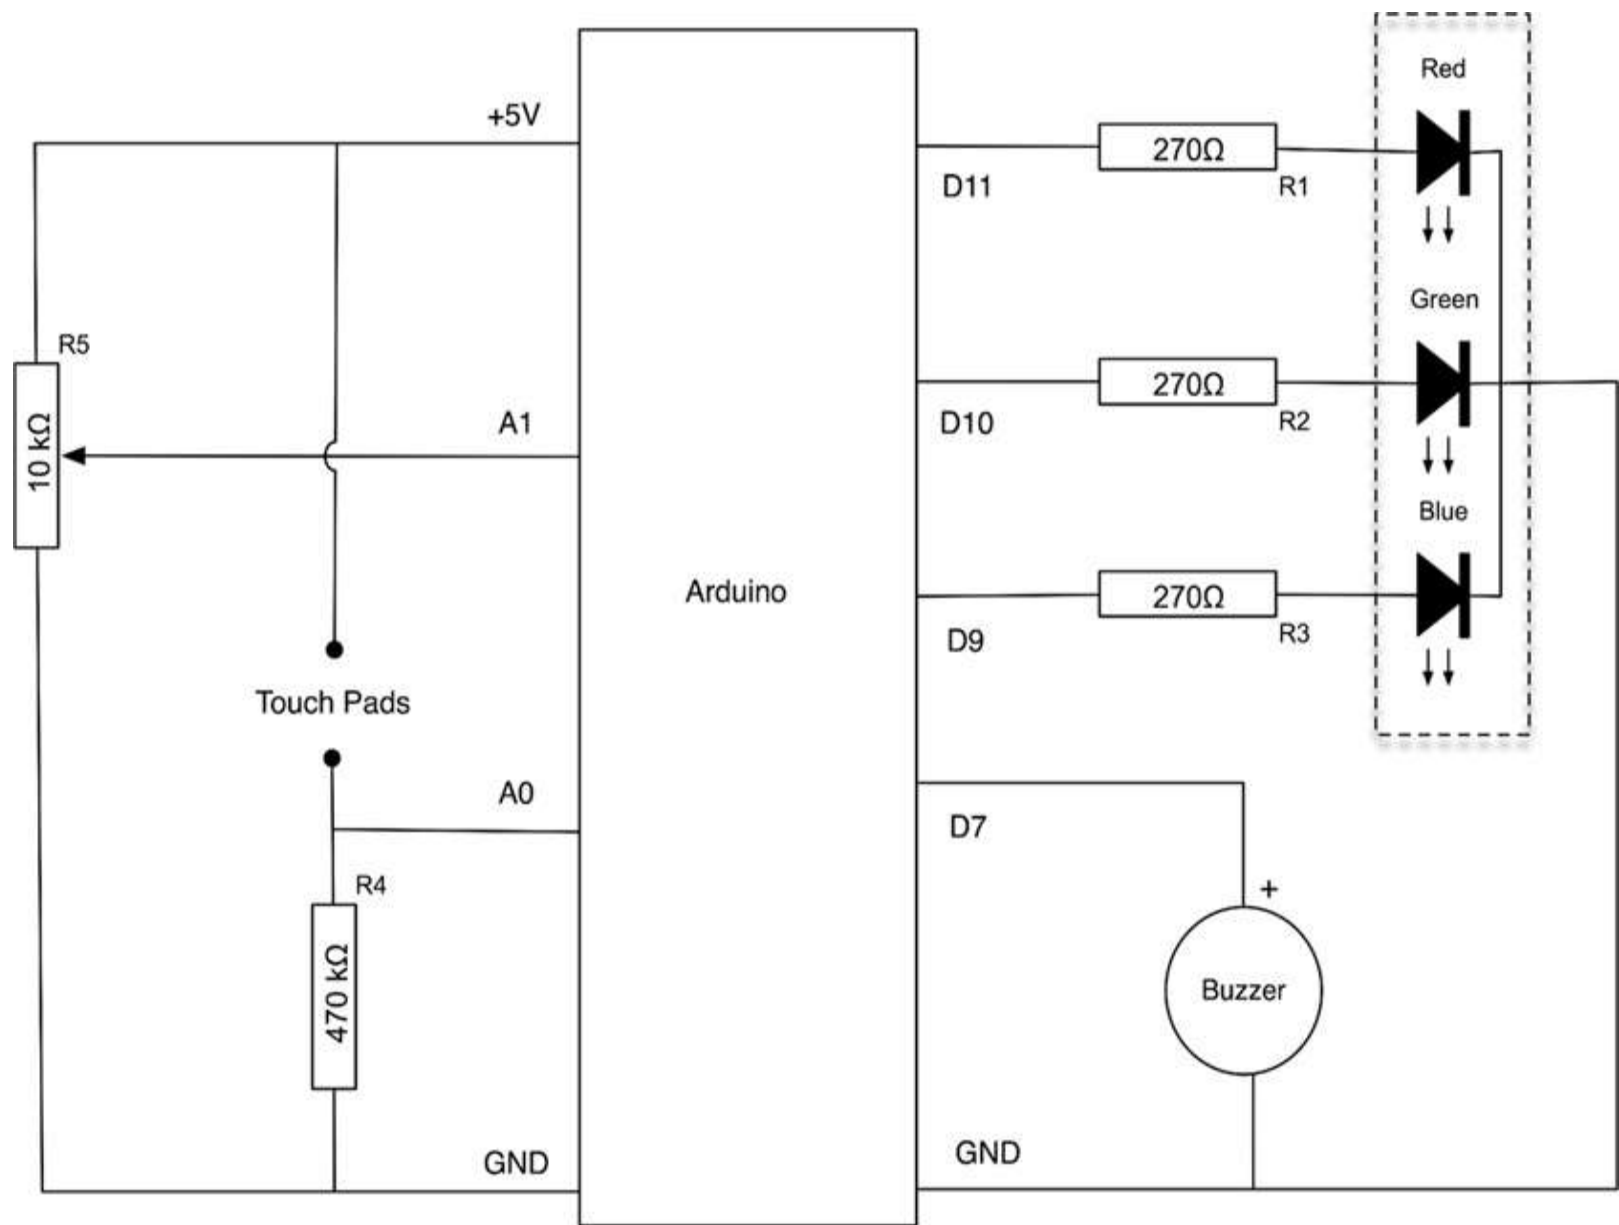 Red
+5V
270Ω
R1
D11
Green
R5
270Ω
R2
A1
D10
10 kΩ
Blue
Arduino
270Ω
R3
D9
Touch Pads
A0
D7
R4
+
470 kΩ
Buzzer
GND
GND